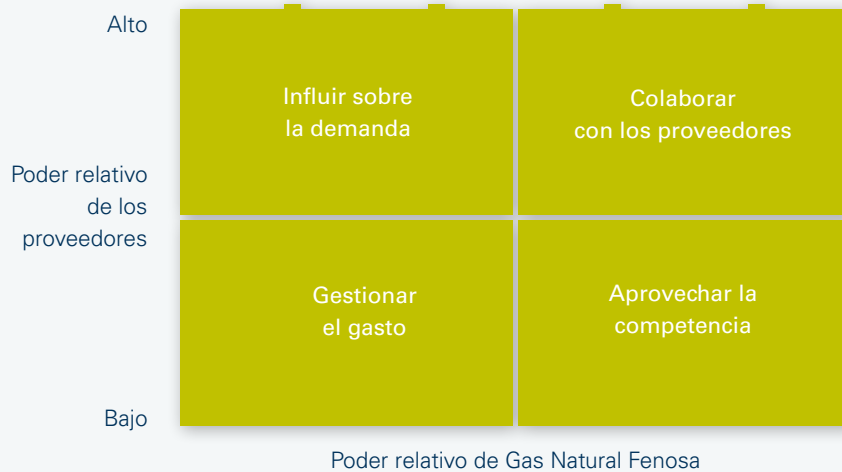 Alto
Influir sobre
la demanda
Colaborar
con los proveedores
Poder relativo
de los
proveedores
Gestionar
el gasto
Aprovechar la
competencia
Bajo
Poder relativo de Gas Natural Fenosa